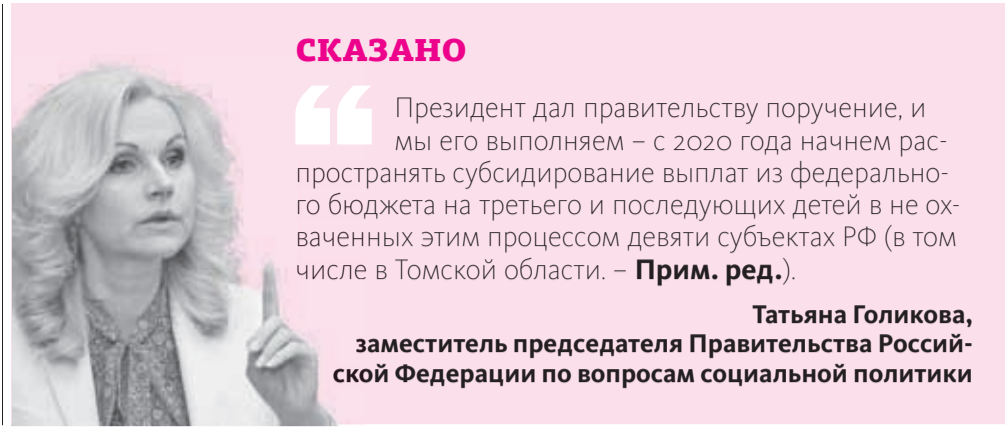 СКАЗАНО
Президент дал правительству поручение, и
мы его выполняем – с 2020 года начнем рас-
пространять субсидирование выплат из федерально-
го бюджета на третьего и последующих детей в не ох-
ваченных этим процессом девяти субъектах РФ (в том
числе в Томской области. – Прим. ред.).
Татьяна Голикова,
заместитель председателя Правительства Россий-
ской Федерации по вопросам социальной политики